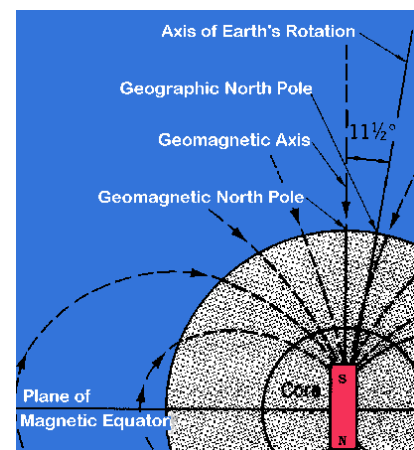 Axis of Earth's Rotation
Geographic North Pole
11½°
Geomagnetic Axis
Geomagnetic North Pole
S
Core
Plane of
Magnetic Equator
N